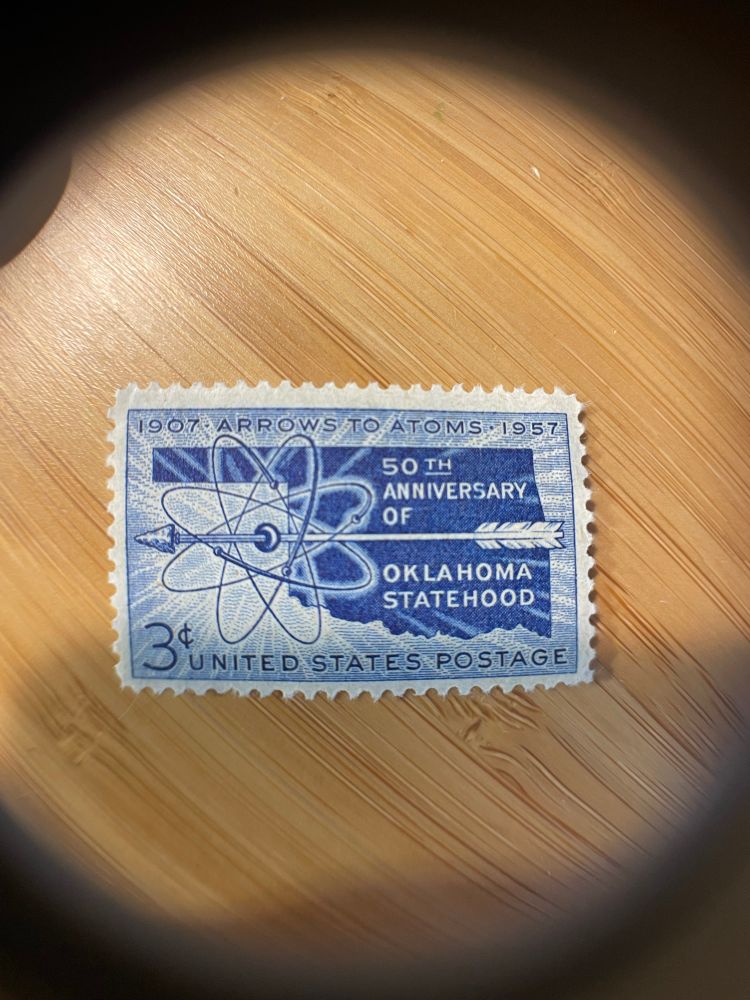 1907·ARROWS TO ATOMS·1957
50TH
ANNIVERSARY
OF
OKLAHOMA
STATEHOOD
3¢ UNITED STATES POSTAGE